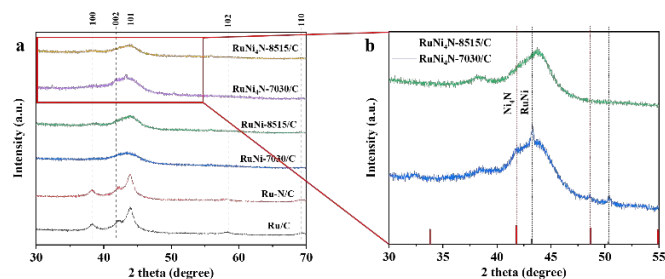 100
002
101
102
110
a
RuNi₄N-8515/C
RuNi₄N-7030/C
RuNi-8515/C
RuNi-7030/C
Ru-N/C
Ru/C
Intensity (a.u.)
30 40 50 60 70
2 theta (degree)
b
RuNi₄N-8515/C
RuNi₄N-7030/C
Ni₄N
RuNi
Intensity (a.u.)
30 35 40 45 50 55
2 theta (degree)